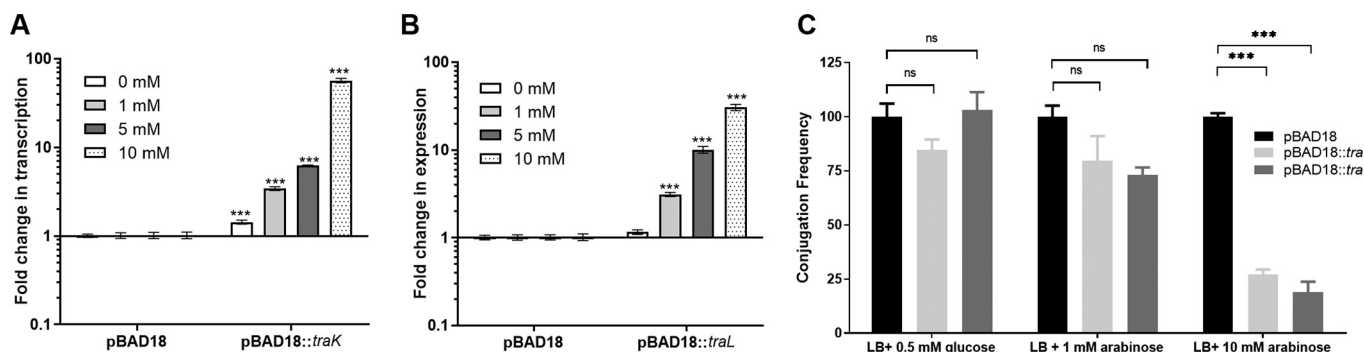 A
Fold change in transcription
100
10
1
0.1
0 mM
1 mM
5 mM
10 mM
***
***
***
***
pBAD18
pBAD18::traK
B
Fold change in expression
100
10
1
0.1
0 mM
1 mM
5 mM
10 mM
***
***
***
pBAD18
pBAD18::traL
C
Conjugation Frequency
125
100
75
50
25
0
ns
ns
ns
ns
***
***
pBAD18
pBAD18::tra
pBAD18::tra
LB+ 0.5 mM glucose
LB + 1 mM arabinose
LB+ 10 mM arabinose